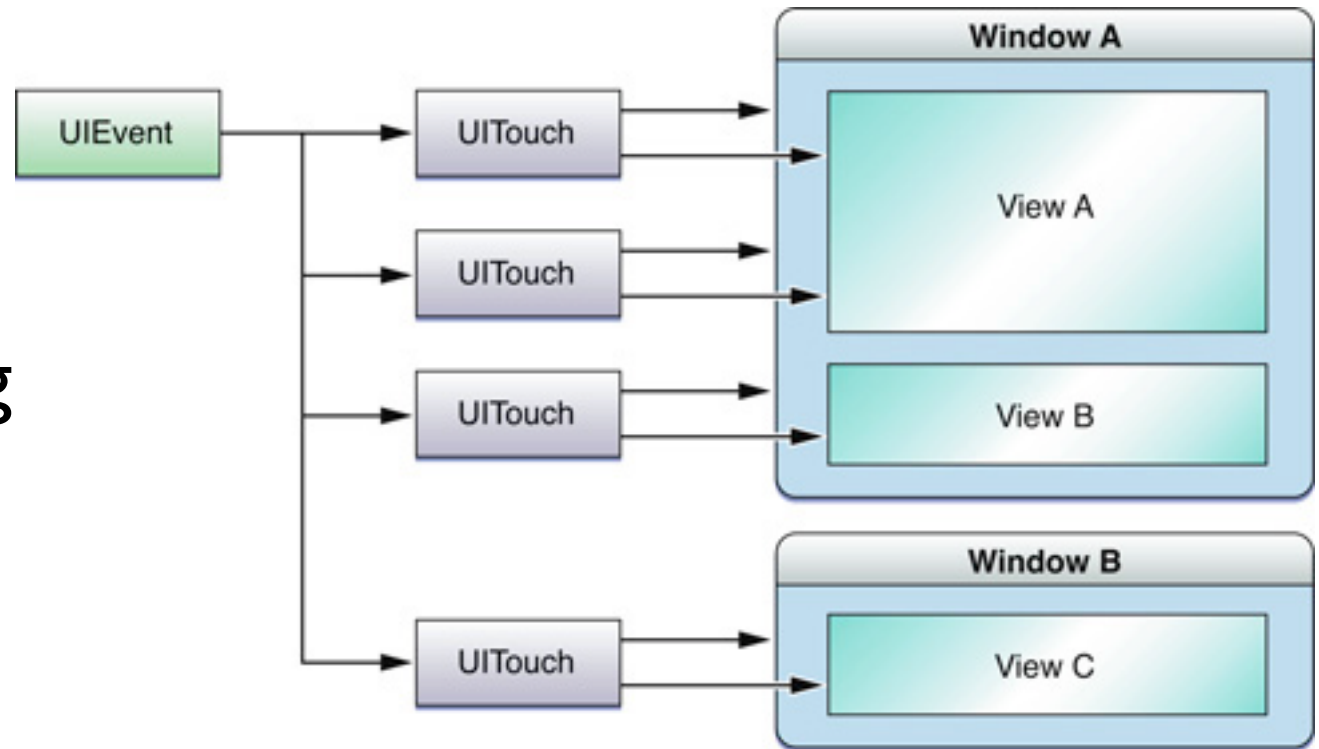 Window A
UIEvent
UITouch
View A
UITouch
g
UITouch
View B
Window B
UITouch
View C